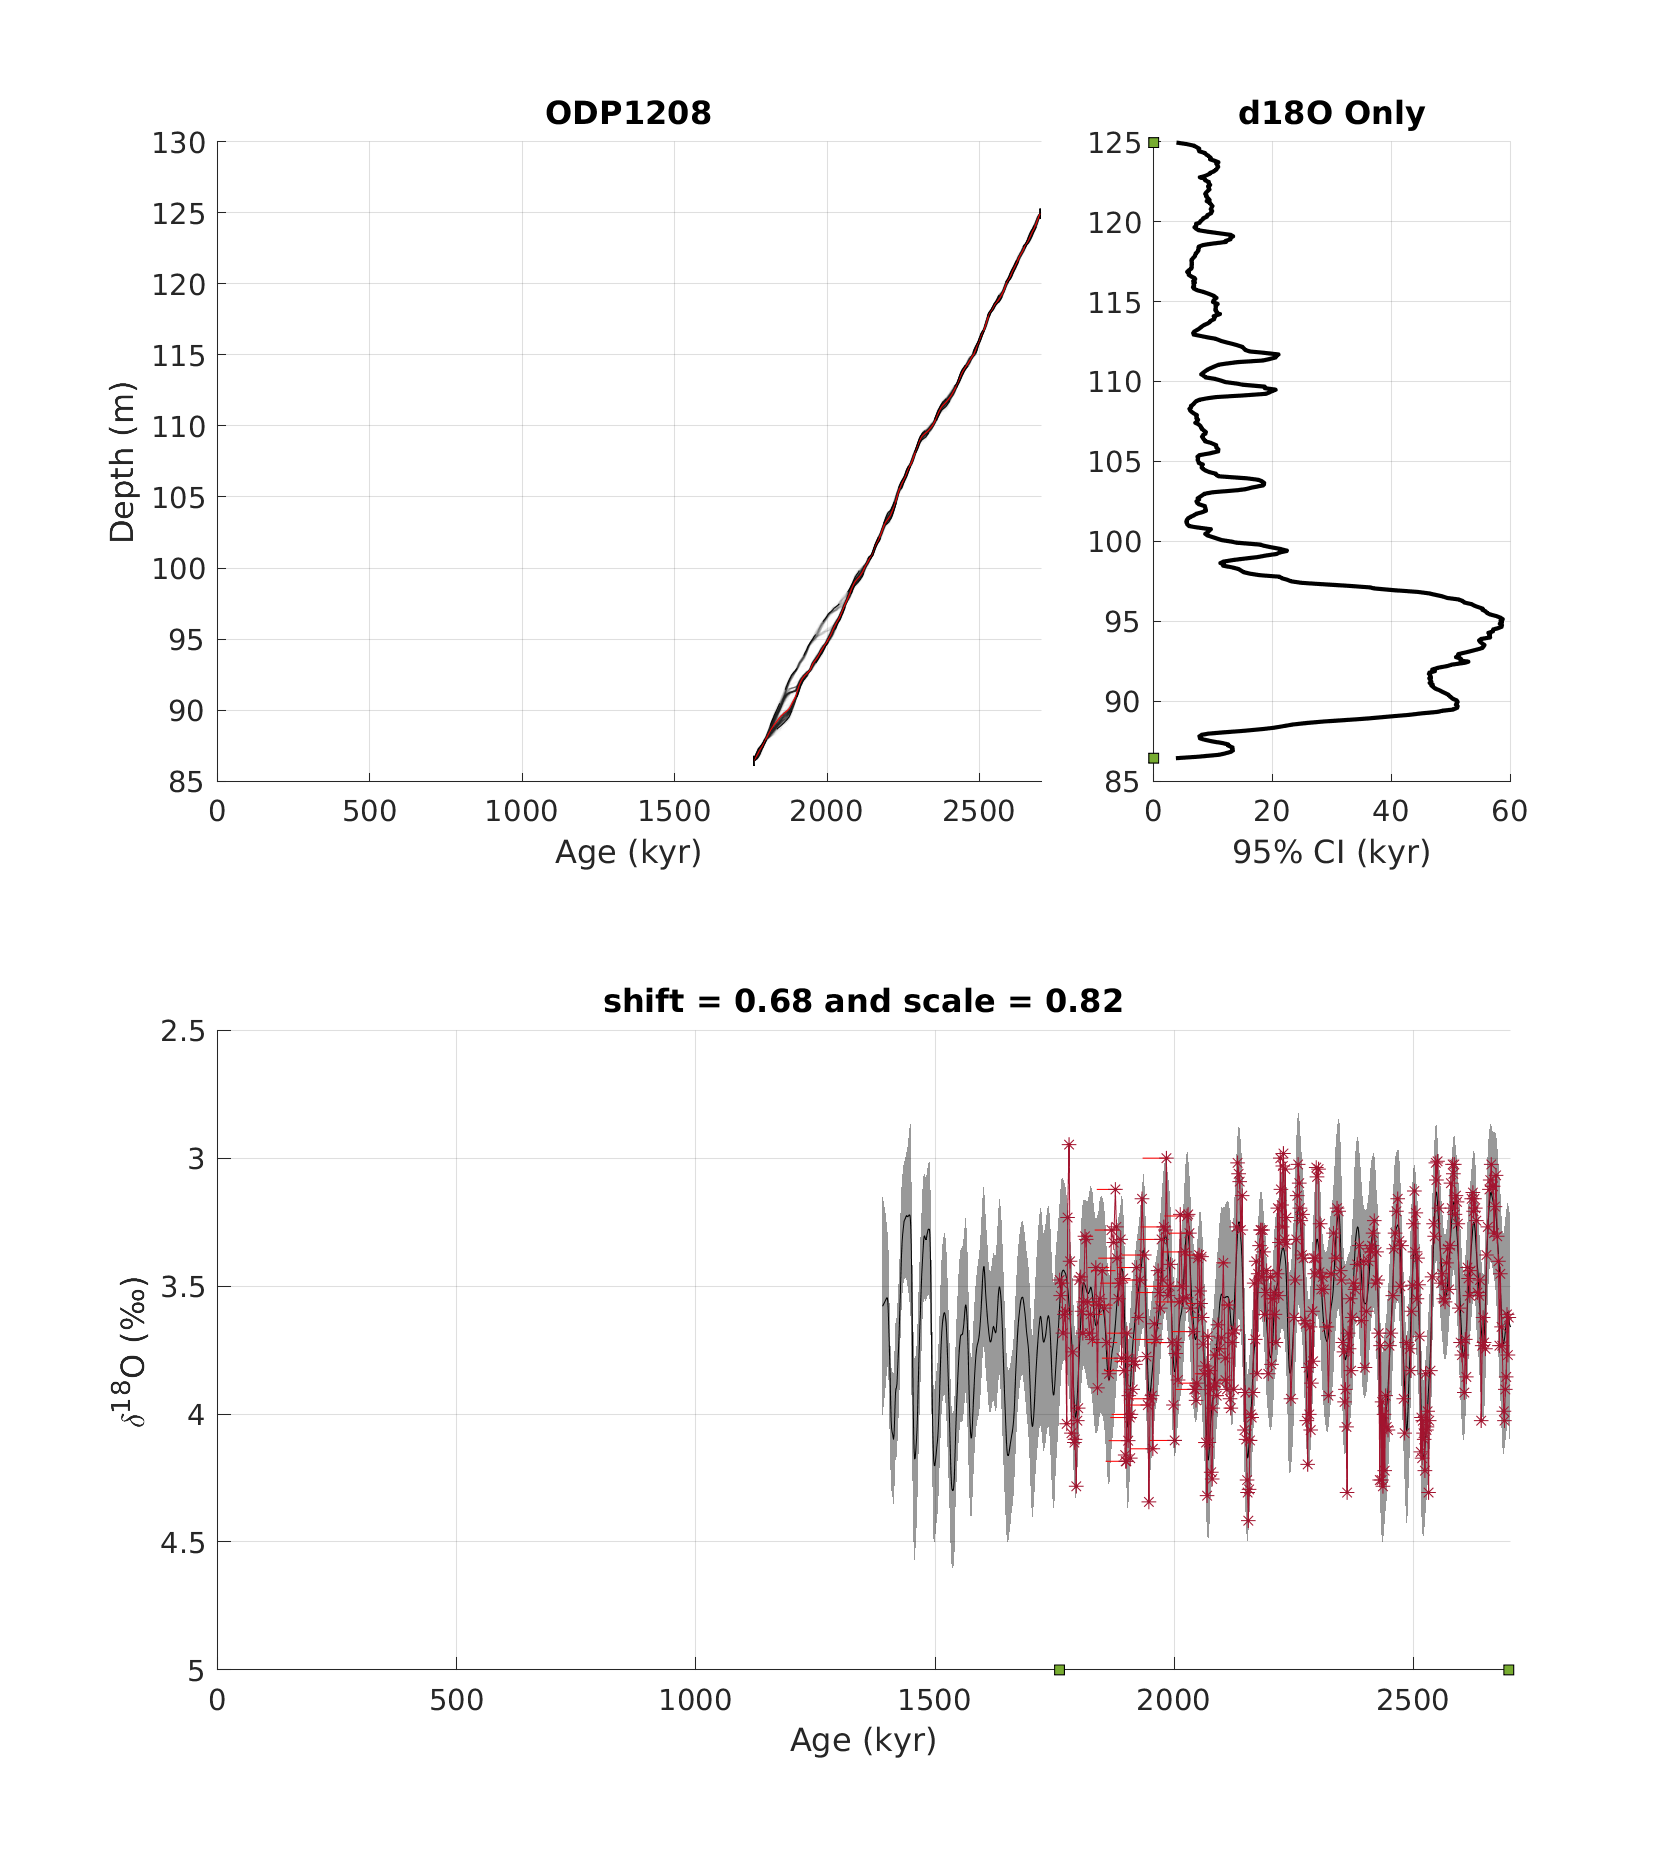 ODP1208
130
125
120
115
110
105
100
95
90
85
Depth (m)
0 500 1000 1500 2000 2500
Age (kyr)
d18O Only
125
120
115
110
105
100
95
90
85
0 20 40 60
95% CI (kyr)
shift = 0.68 and scale = 0.82
2.5
3
3.5
4
4.5
5
δ18O (‰)
0 500 1000 1500 2000 2500
Age (kyr)